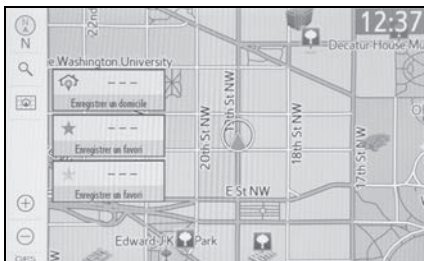 12:37
N
22nd
Decatur House Mu
e Washington University
---
Enregistrer un domicile
---
Enregistrer un favori
---
Enregistrer un favori
20th St NW
19th St NW
18th St NW
17th St NW
E St NW
Edward J K
Park
GPS